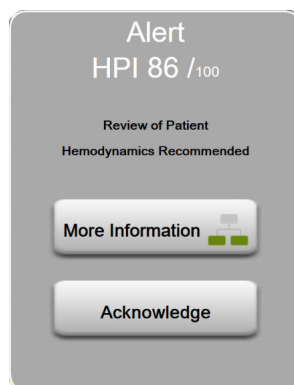 Alert
HPI 86 /100
Review of Patient
Hemodynamics Recommended
More Information
Acknowledge